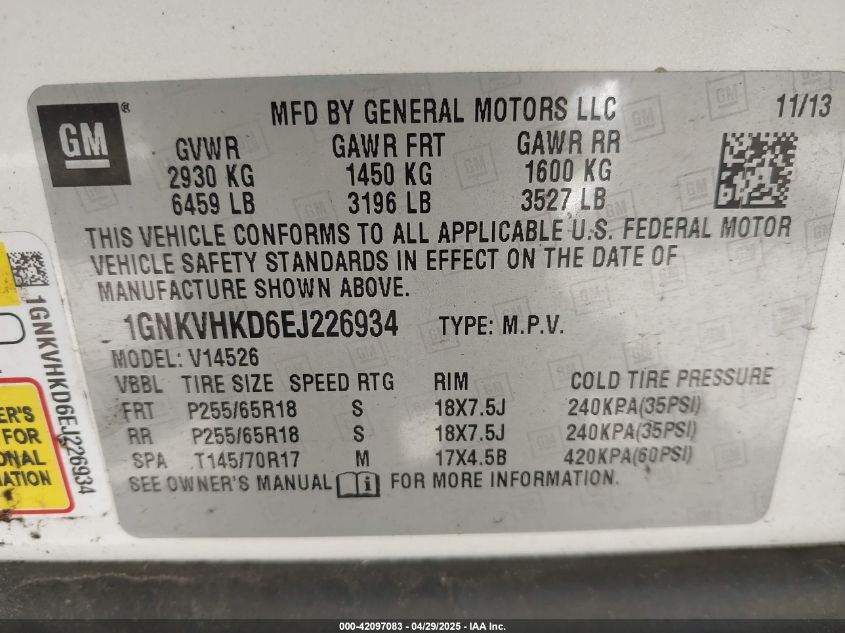 GM ®
MFD BY GENERAL MOTORS LLC 11/13
GVWR GAWR FRT GAWR RR
2930 KG 1450 KG 1600 KG
6459 LB 3196 LB 3527 LB
THIS VEHICLE CONFORMS TO ALL APPLICABLE U.S. FEDERAL MOTOR
VEHICLE SAFETY STANDARDS IN EFFECT ON THE DATE OF
MANUFACTURE SHOWN ABOVE.
1GNKVHKD6EJ226934 TYPE: M.P.V.
MODEL: V14526
VBBL TIRE SIZE SPEED RTG RIM COLD TIRE PRESSURE
FRT P255/65R18 S 18X7.5J 240KPA(35PSI)
RR P255/65R18 S 18X7.5J 240KPA(35PSI)
SPA T145/70R17 M 17X4.5B 420KPA(60PSI)
SEE OWNER'S MANUAL i FOR MORE INFORMATION.
1GNKVHKD6EJ226934
ER'S
FOR
ONAL
MATION
000-42097083 - 04/29/2025 - IAA Inc.